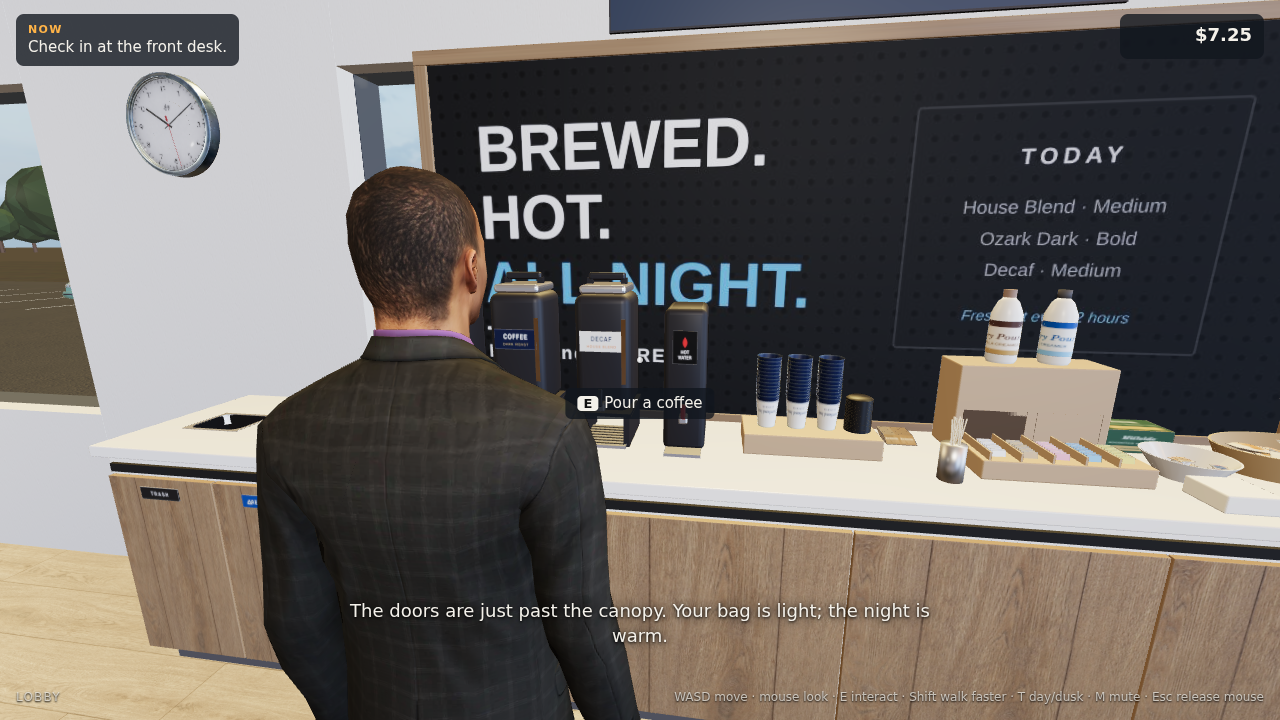 NOW
Check in at the front desk.
$7.25
BREWED.
HOT.
ALL NIGHT.
TODAY
House Blend · Medium
Ozark Dark · Bold
Decaf · Medium
hours
COFFEE
DECAF
HOT
WATER
E Pour a coffee
TRASH
The doors are just past the canopy. Your bag is light; the night is
warm.
LOBBY
WASD move · mouse look · E interact · Shift walk faster · T day/dusk · M mute · Esc release mouse